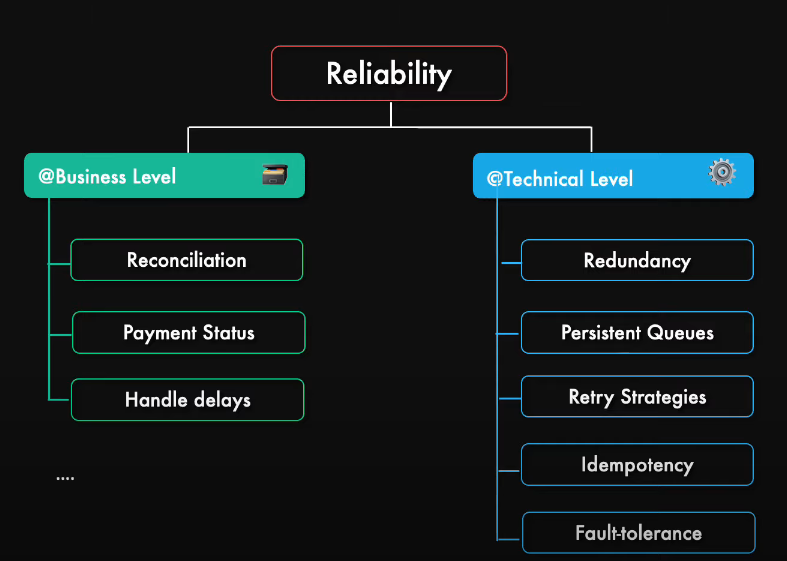 Reliability
@Business Level
Reconciliation
Payment Status
Handle delays
....
@Technical Level
Redundancy
Persistent Queues
Retry Strategies
Idempotency
Fault-tolerance